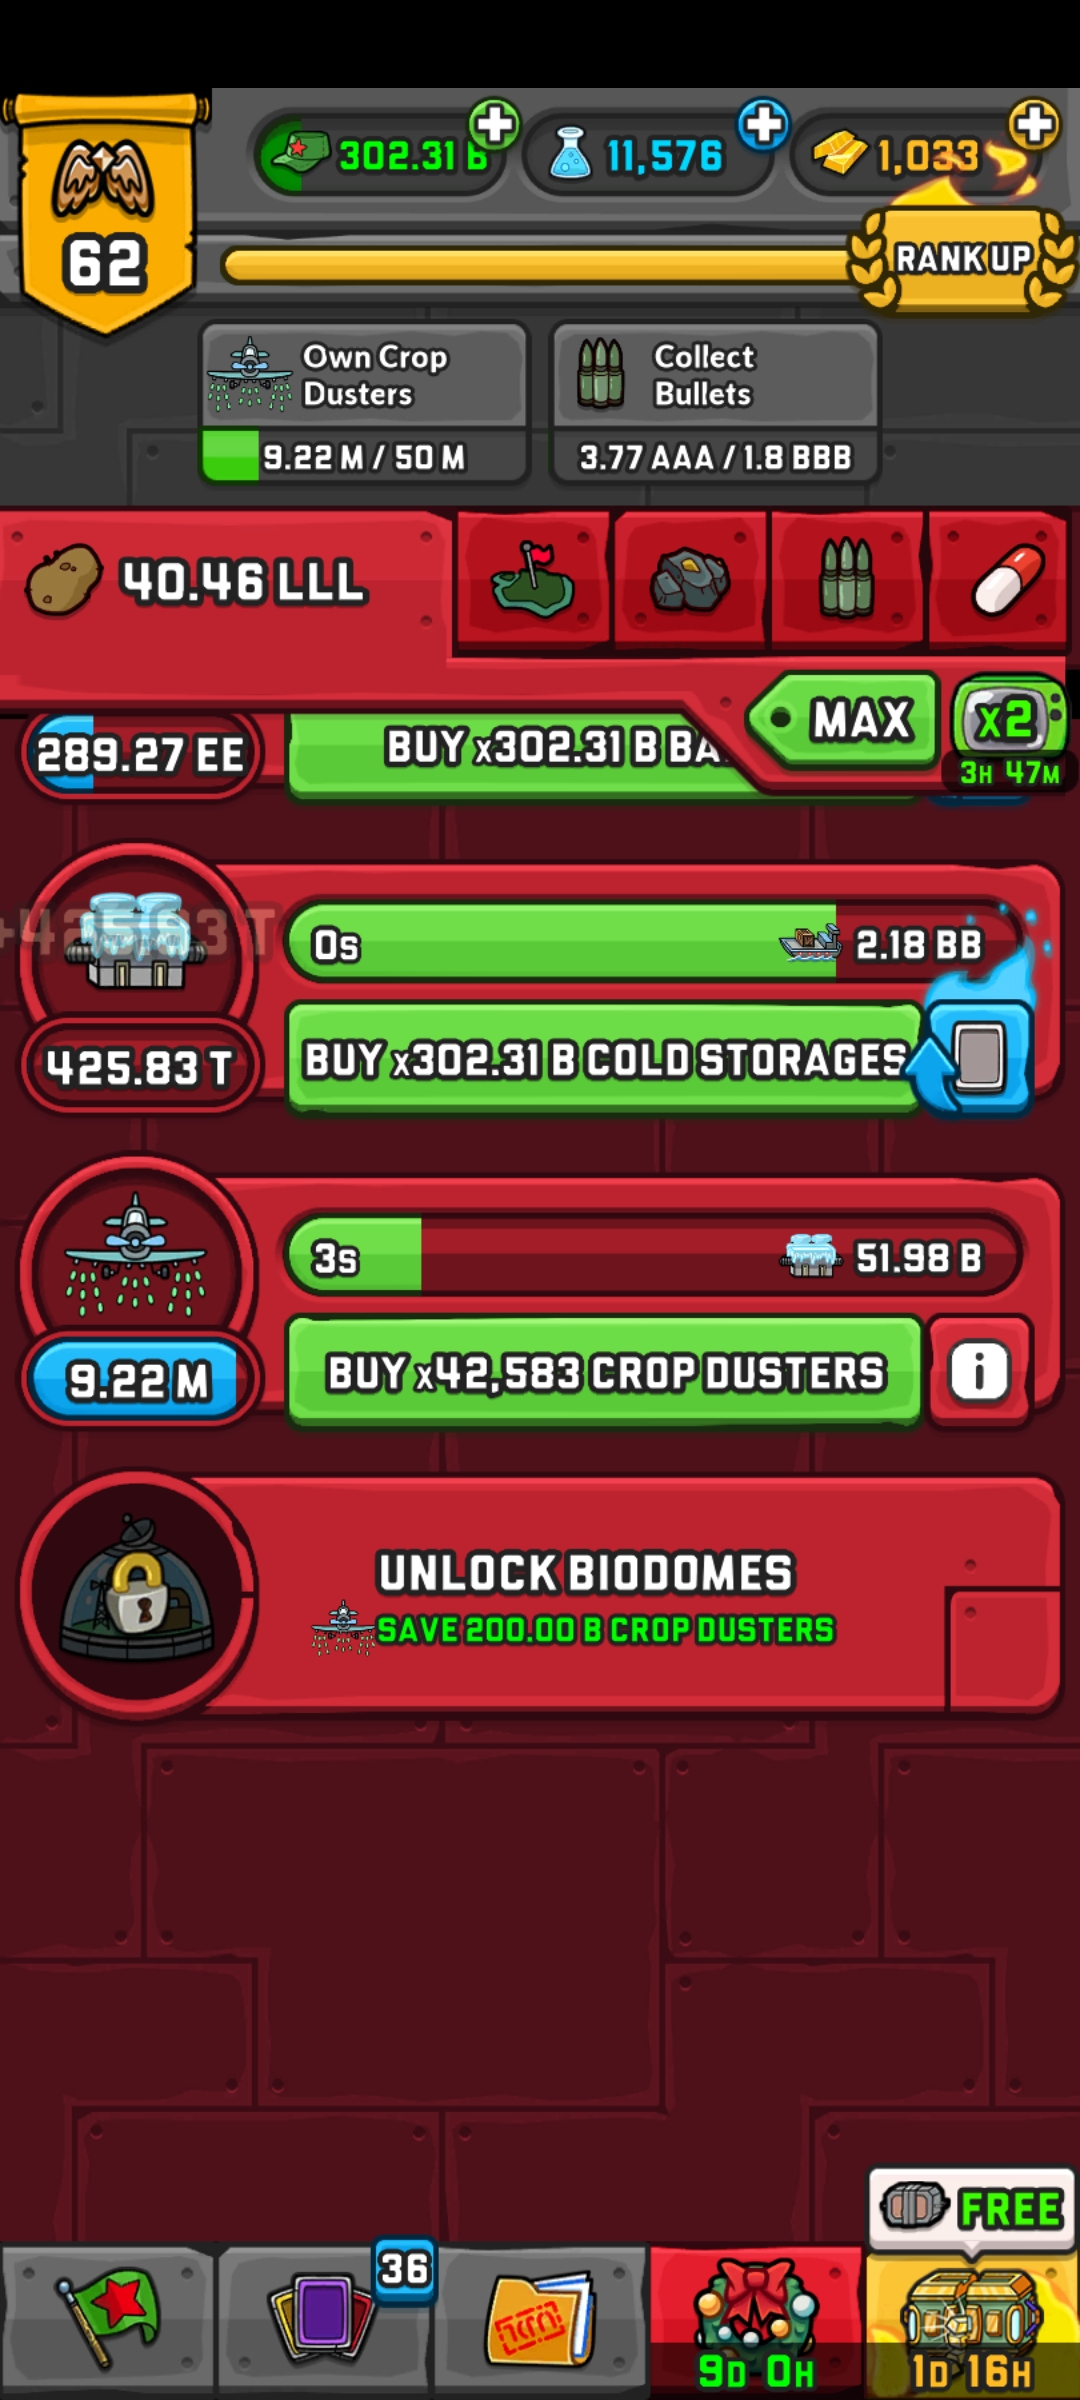 302.31 B
11,576
1,033
62
RANK UP
Own Crop
Dusters
9.22 M / 50 M
Collect
Bullets
3.77 AAA / 1.8 BBB
40.46 LLL
MAX
x2
3H 47M
289.27 EE
BUY x302.31 B BA
+425.83 T
0s
2.18 BB
425.83 T
BUY x302.31 B COLD STORAGES
3s
51.98 B
9.22 M
BUY x42,583 CROP DUSTERS
i
UNLOCK BIODOMES
SAVE 200.00 B CROP DUSTERS
FREE
36
9D 0H
1D 16H